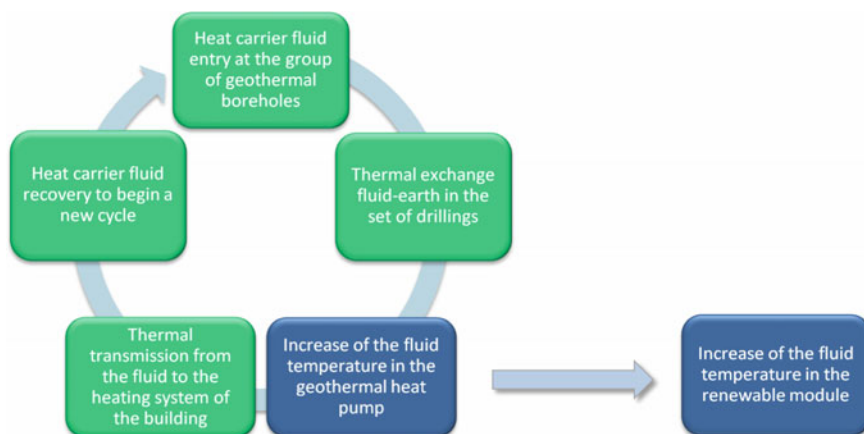 Heat carrier fluid
entry at the group
of geothermal
boreholes
Thermal exchange
fluid-earth in the
set of drillings
Increase of the fluid
temperature in the
geothermal heat
pump
Thermal
transmission from
the fluid to the
heating system of
the building
Heat carrier fluid
recovery to begin a
new cycle
Increase of the fluid
temperature in the
renewable module